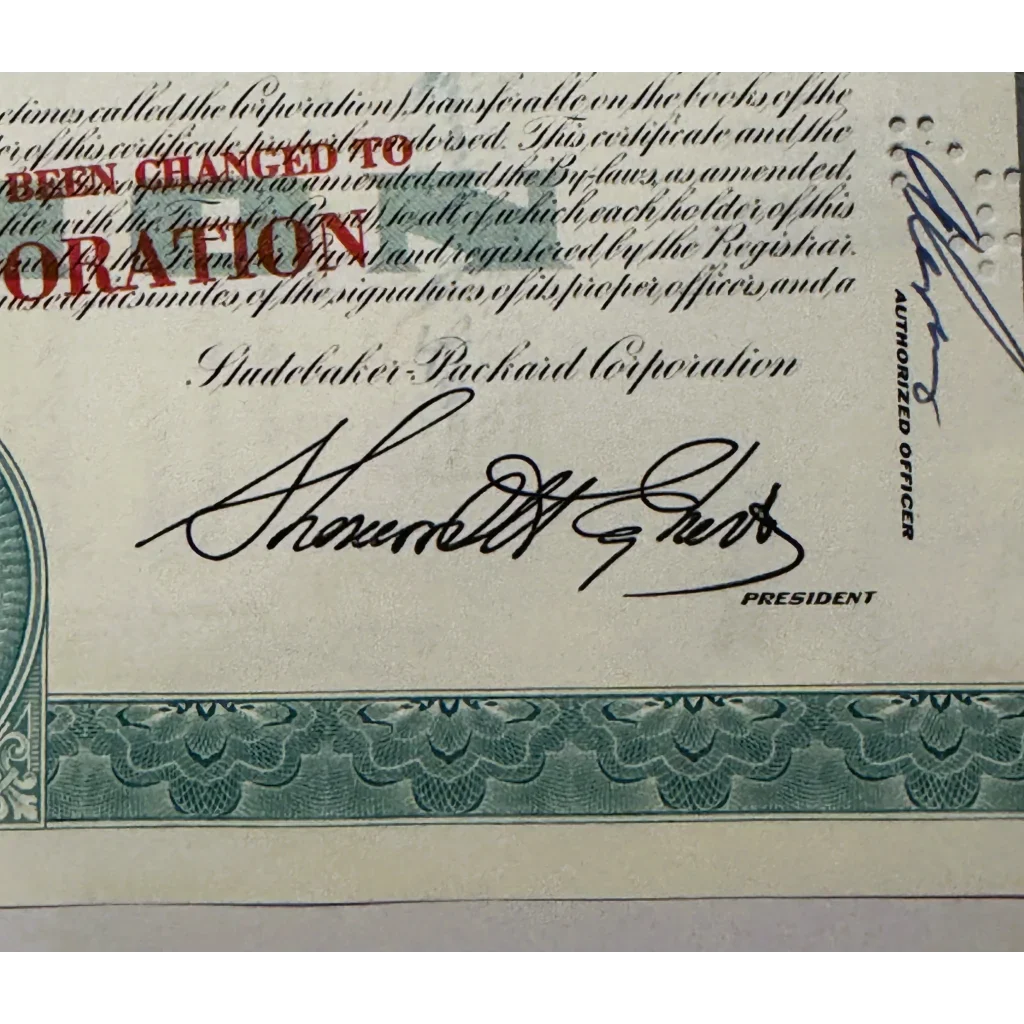 etimes called the Corporation), transferable on the books of the
er of this certificate properly endorsed. This certificate and the
BEEN CHANGED TO
Corporation as amended and the By-laws, as amended,
file with the Transfer Agent), to all of which, each holder of this
ORATION
by the Transfer Agent and registered by the Registrar.
used facsimiles, of the signatures of its proper officers, and a
Studebaker-Packard Corporation
PRESIDENT
AUTHORIZED OFFICER